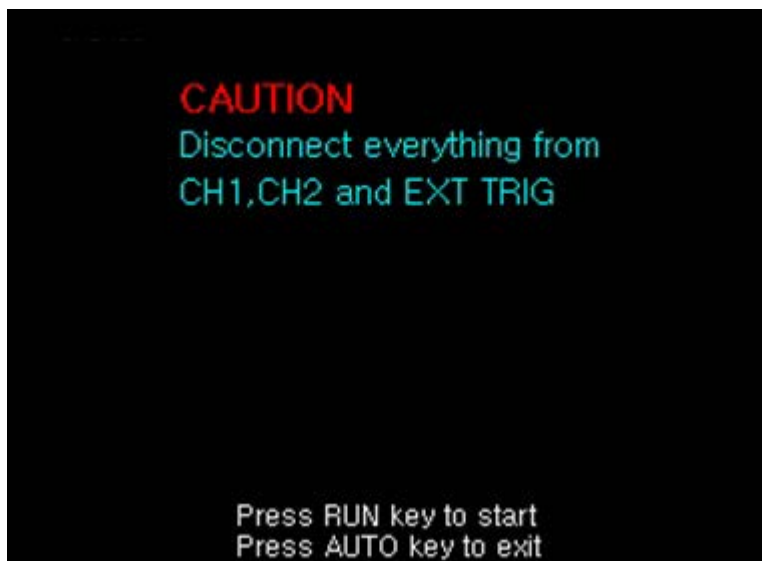 CAUTION
Disconnect everything from
CH1,CH2 and EXT TRIG
Press RUN key to start
Press AUTO key to exit